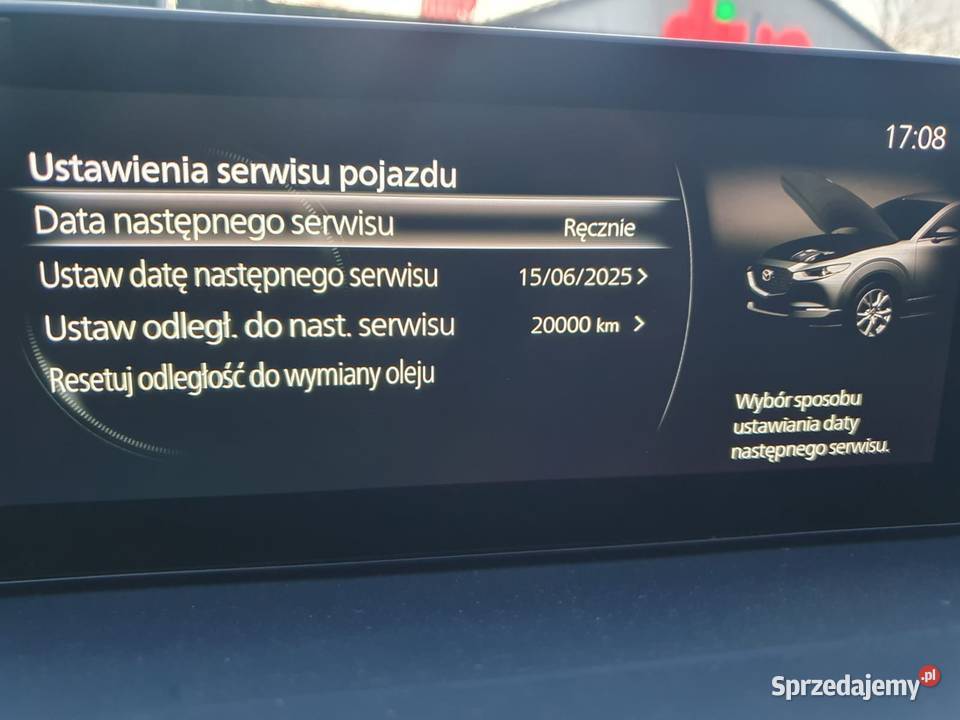 17:08
Ustawienia serwisu pojazdu
Data następnego serwisu Ręcznie
Ustaw datę następnego serwisu 15/06/2025 >
Ustaw odległ. do nast. serwisu 20000 km >
Resetuj odległość do wymiany oleju
Wybór sposobu
ustawiania daty
następnego serwisu.
Sprzedajemy.pl